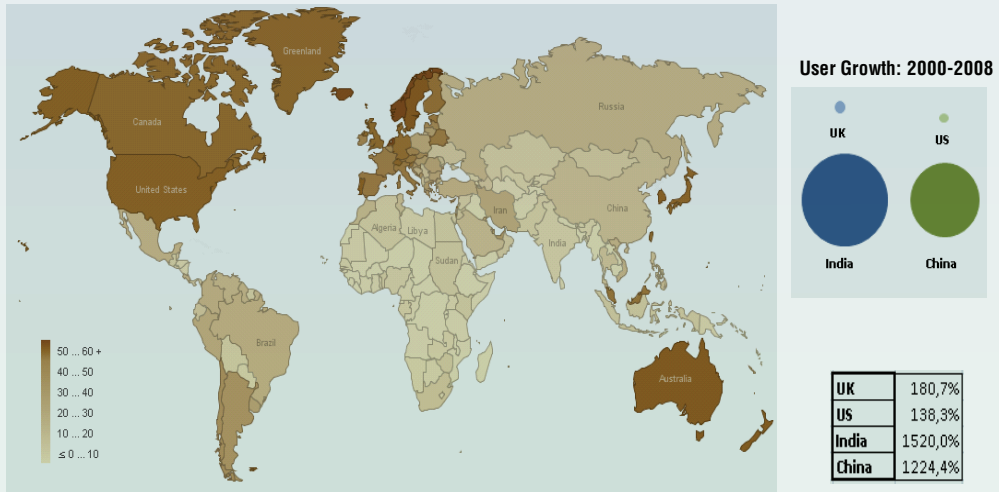 Greenland
Canada
United States
Russia
Iran
China
Algeria
Libya
India
Sudan
Brazil
Australia
50 ... 60 +
40 ... 50
30 ... 40
20 ... 30
10 ... 20
≤ 0 ... 10
User Growth: 2000-2008
UK
US
India
China
UK 180,7%
US 138,3%
India 1520,0%
China 1224,4%